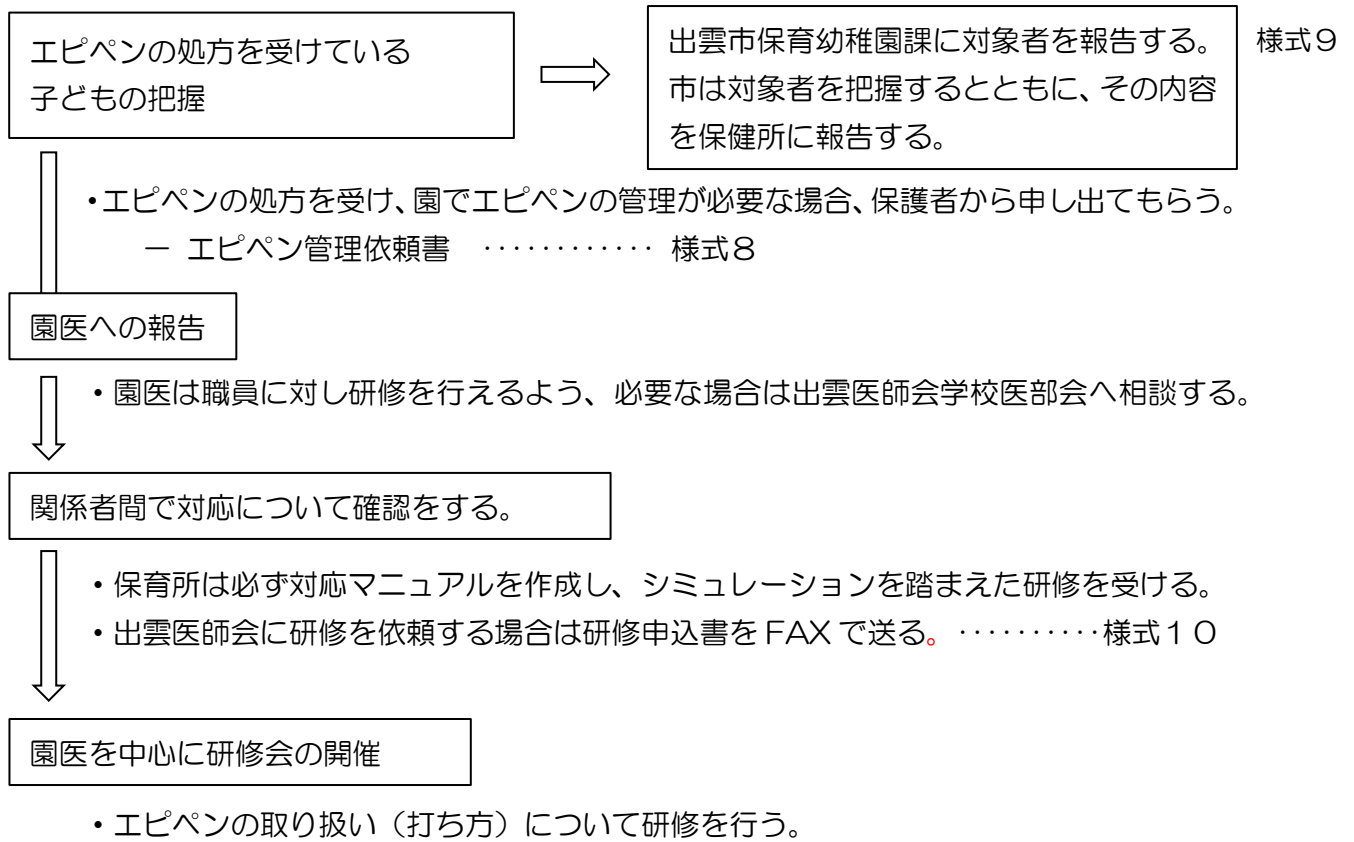 エピペンの処方を受けている
子どもの把握
出雲市保育幼稚園課に対象者を報告する。
市は対象者を把握するとともに、その内容
を保健所に報告する。
様式９
・エピペンの処方を受け、園でエピペンの管理が必要な場合、保護者から申し出てもらう。
ー エピペン管理依頼書 ・・・・・・・・・・・・ 様式８
園医への報告
・園医は職員に対し研修を行えるよう、必要な場合は出雲医師会学校医部会へ相談する。
関係者間で対応について確認をする。
・保育所は必ず対応マニュアルを作成し、シミュレーションを踏まえた研修を受ける。
・出雲医師会に研修を依頼する場合は研修申込書を FAX で送る。・・・・・・・・・・様式１０
園医を中心に研修会の開催
・エピペンの取り扱い（打ち方）について研修を行う。